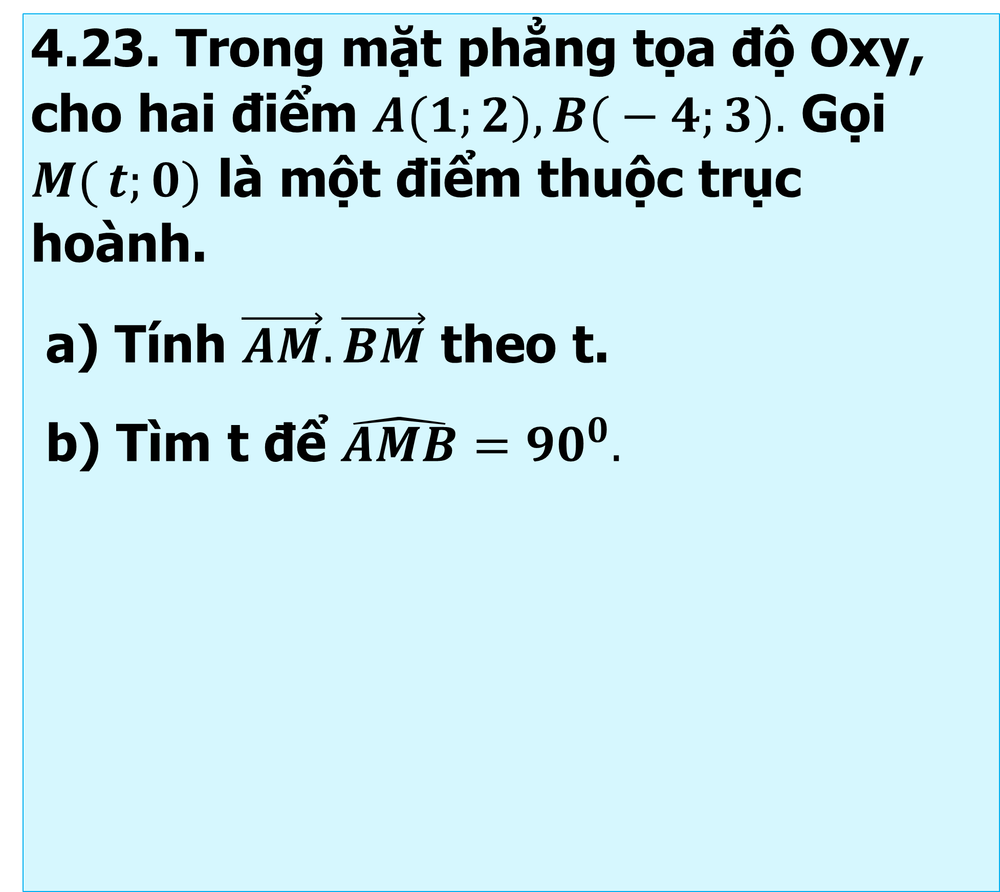 4.23. Trong mặt phẳng tọa độ Oxy,
cho hai điểm A(1; 2), B( − 4; 3). Gọi
M( t; 0) là một điểm thuộc trục
hoành.
a) Tính $\overrightarrow{AM}.\overrightarrow{BM}$ theo t.
b) Tìm t để $\widehat{AMB} = 90^0$.